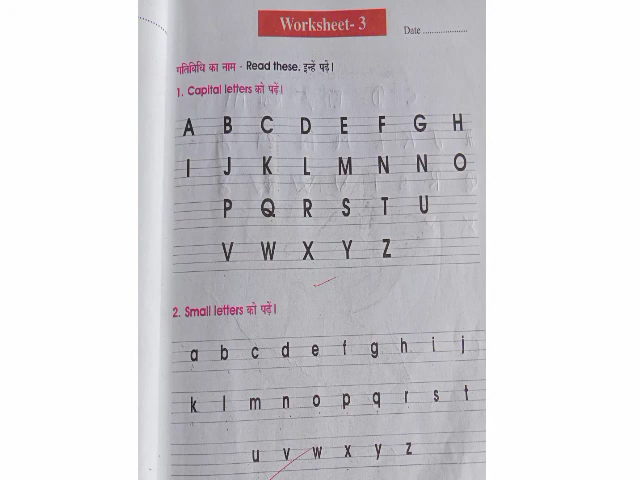 Worksheet- 3
Date ....................
गतिविधि का नाम - Read these. इन्हें पढ़ें।
1. Capital letters को पढ़ें।
A B C D E F G H
I J K L M N N O
P Q R S T U
V W X Y Z
2. Small letters को पढ़ें।
a b c d e f g h i j
k l m n o p q r s t
u v w x y z